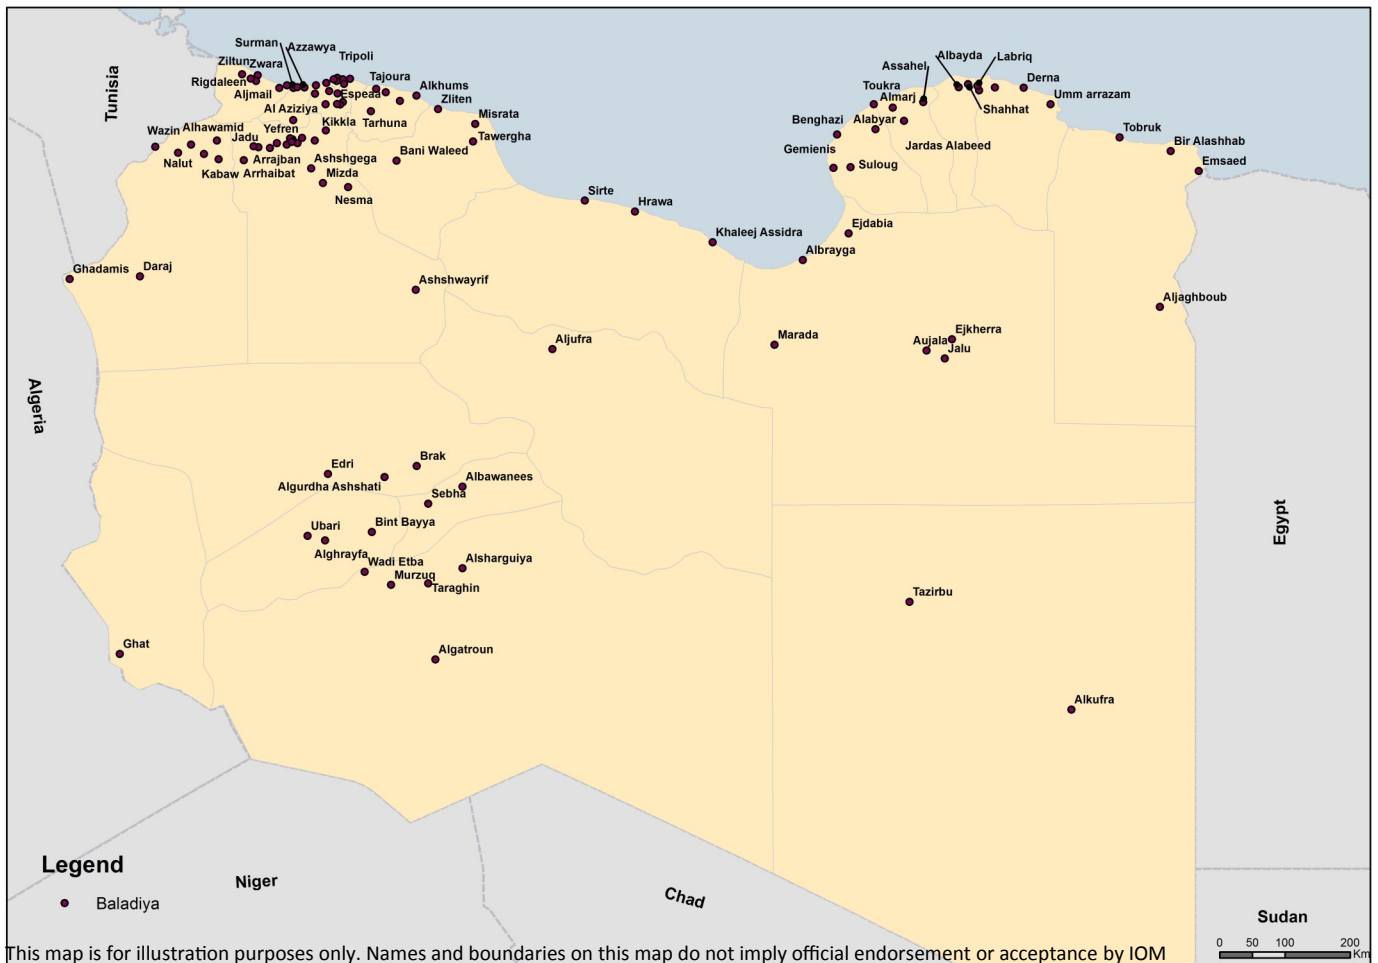 Surman
Azzawya
Tripoli
Ziltun
Zwara
Tajoura
Rigdaleen
Alkhums
Aljmail
Espeaa
Zliten
Al Aziziya
Misrata
Kikkla
Tarhuna
Wazin
Alhawamid
Yefren
Tawergha
Jadu
Bani Waleed
Nalut
Arrajban
Ashshgega
Kabaw
Arrhaibat
Mizda
Nesma
Albayda
Labriq
Assahel
Derna
Toukra
Almarj
Umm arrazam
Shahhat
Benghazi
Alabyar
Tobruk
Jardas Alabeed
Bir Alashhab
Gemienis
Suloug
Emsaed
Sirte
Hrawa
Ejdabia
Khaleej Assidra
Albrayga
Ghadamis
Daraj
Ashshwayrif
Aljaghboub
Aljufra
Marada
Ejkherra
Aujala
Jalu
Edri
Brak
Algurdha Ashshati
Albawanees
Sebha
Ubari
Bint Bayya
Alghrayfa
Wadi Etba
Alsharguiya
Murzuq
Taraghin
Tazirbu
Ghat
Algatroun
Alkufra
Tunisia
Algeria
Egypt
Niger
Chad
Sudan
Legend
Baladiya
0 50 100 200
Km
This map is for illustration purposes only. Names and boundaries on this map do not imply official endorsement or acceptance by IOM